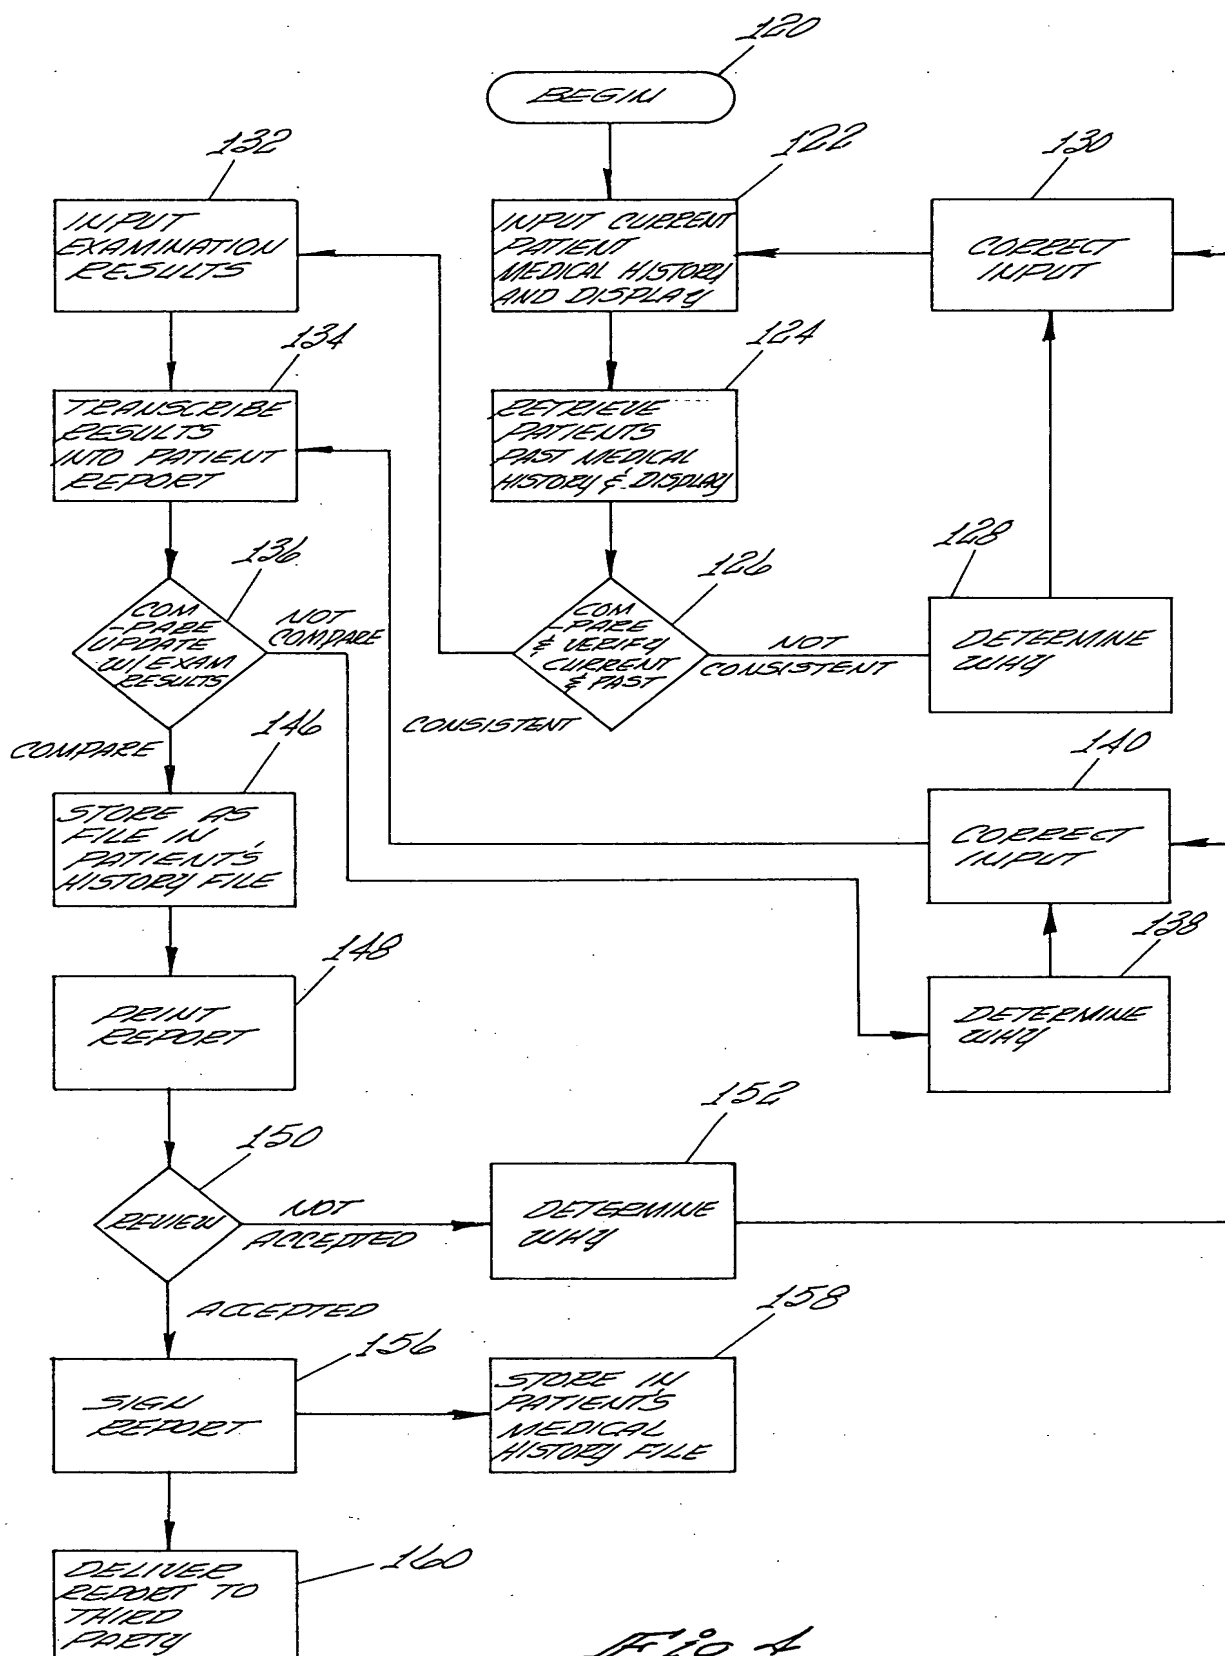 120
BEGIN
132
INPUT
EXAMINATION
RESULTS
122
INPUT CURRENT
PATIENT
MEDICAL HISTORY
AND DISPLAY
130
CORRECT
INPUT
134
TRANSCRIBE
RESULTS
INTO PATIENT
REPORT
124
RETRIEVE
PATIENTS
PAST MEDICAL
HISTORY & DISPLAY
136
COM
-PARE
UPDATE
W/EXAM
RESULTS
NOT
COMPARE
126
COM
-PARE
& VERIFY
CURRENT
& PAST
NOT
CONSISTENT
128
DETERMINE
WHY
CONSISTENT
COMPARE
146
STORE AS
FILE IN
PATIENT'S
HISTORY FILE
140
CORRECT
INPUT
148
PRINT
REPORT
138
DETERMINE
WHY
150
REVIEW
NOT
ACCEPTED
152
DETERMINE
WHY
ACCEPTED
156
SIGN
REPORT
158
STORE IN
PATIENT'S
MEDICAL
HISTORY FILE
160
DELIVER
REPORT TO
THIRD
PARTY
Fig 4